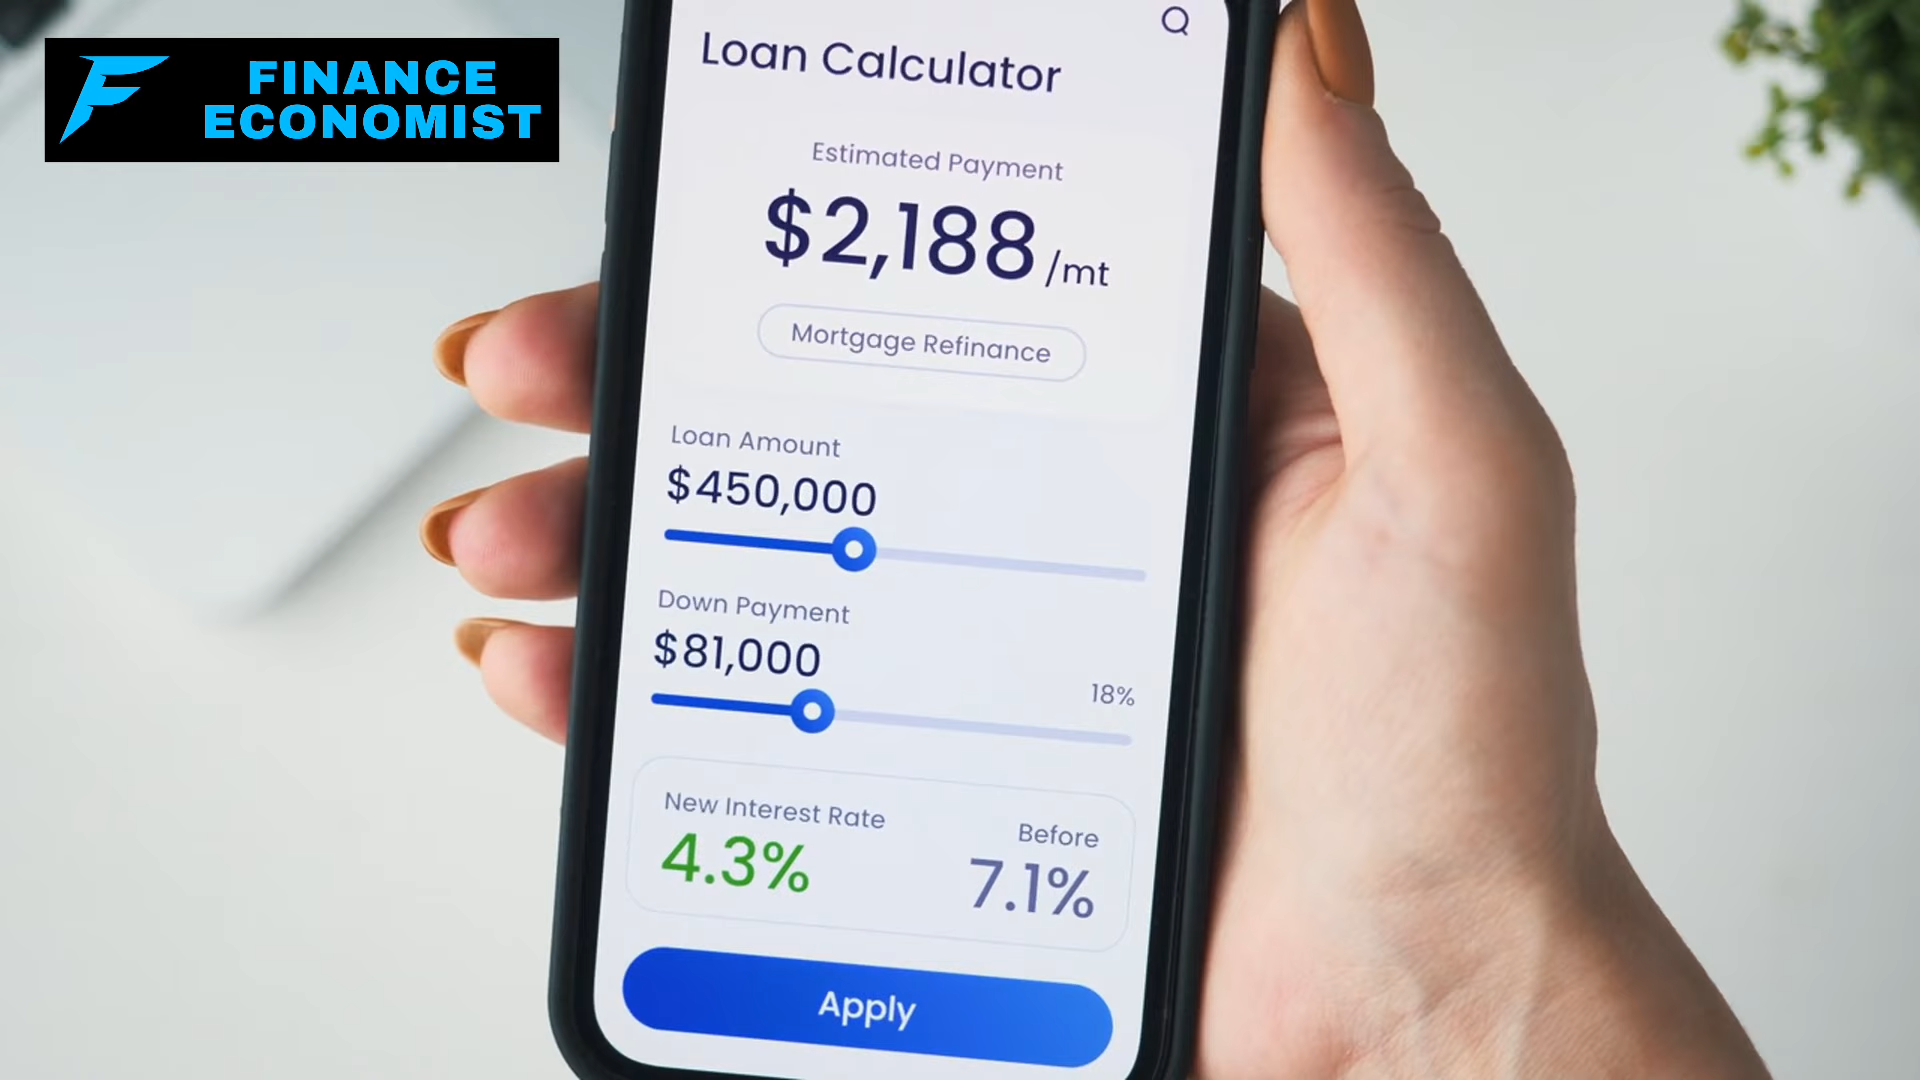 FINANCE
ECONOMIST
Loan Calculator
Estimated Payment
$2,188 /mt
Mortgage Refinance
Loan Amount
$450,000
Down Payment
$81,000
18%
New Interest Rate
Before
4.3%
7.1%
Apply